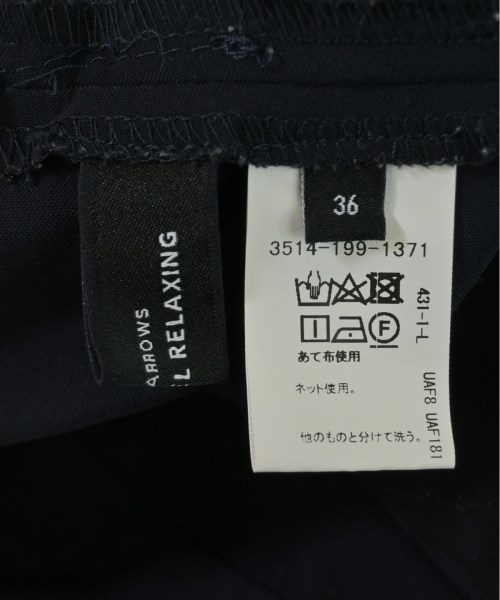 36
3514-199-1371
あて布使用
ネット使用。
他のものと分けて洗う。
431-1-L
UAF8 UAF181
ARROWS
L RELAXING